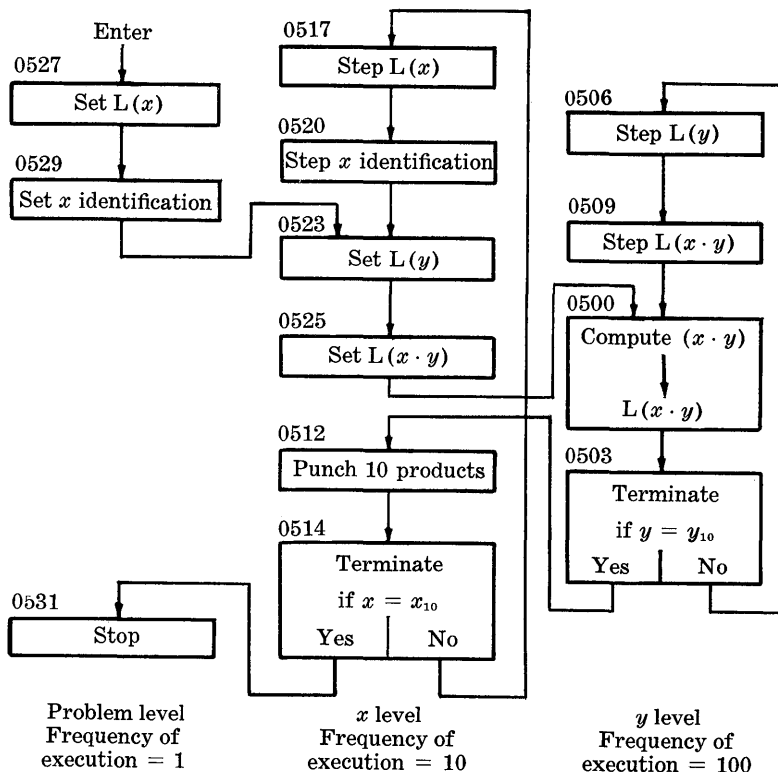 Enter
0527
Set L(x)
0529
Set x identification
0531
Stop
Problem level
Frequency of
execution = 1
0517
Step L(x)
0520
Step x identification
0523
Set L(y)
0525
Set L(x · y)
0512
Punch 10 products
0514
Terminate
if x = x₁₀
Yes No
x level
Frequency of
execution = 10
0506
Step L(y)
0509
Step L(x · y)
0500
Compute (x · y)
L(x · y)
0503
Terminate
if y = y₁₀
Yes No
y level
Frequency of
execution = 100